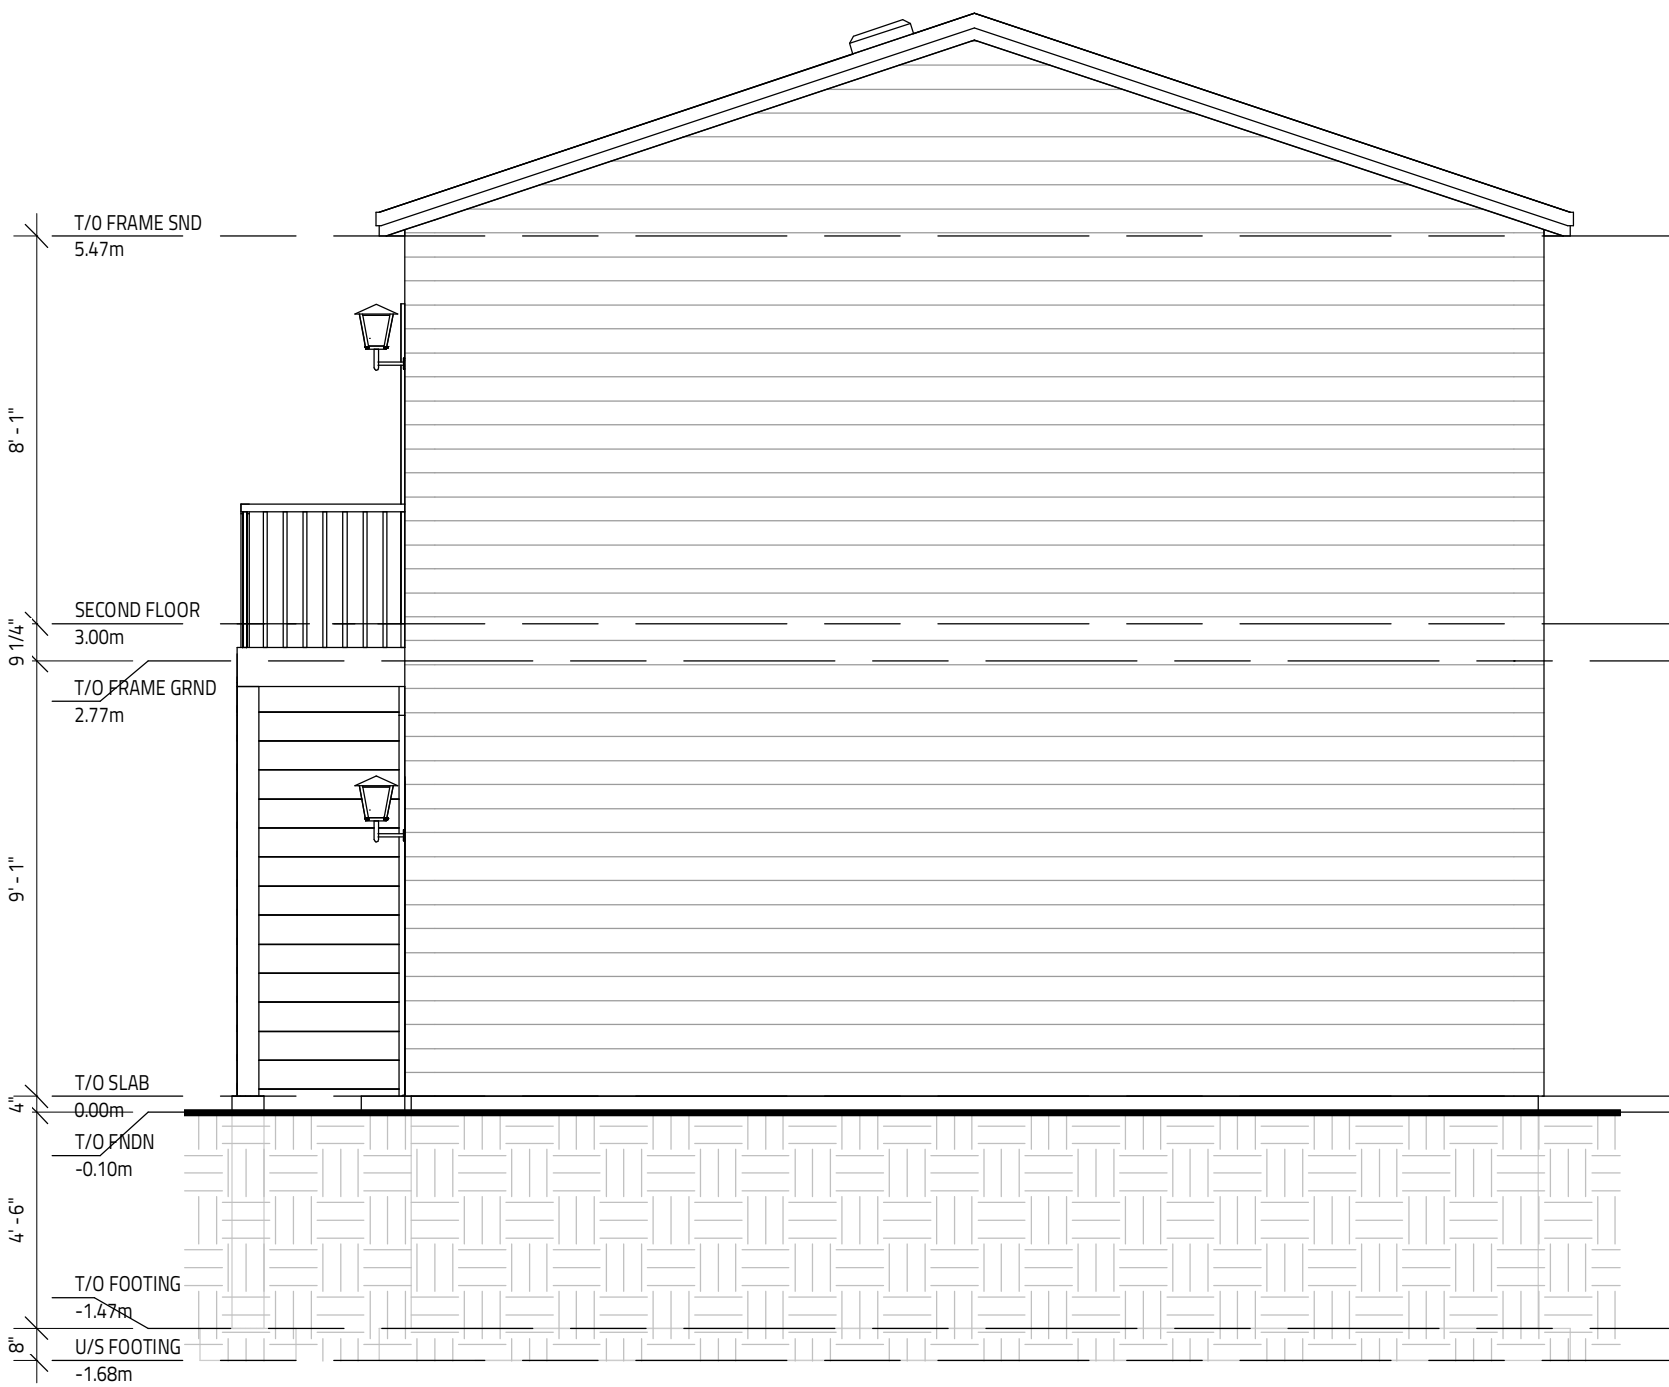 T/O FRAME SND
5.47m
8' - 1"
SECOND FLOOR
3.00m
9 1/4"
T/O FRAME GRND
2.77m
9' - 1"
T/O SLAB
0.00m
4"
T/O FNDN
-0.10m
4' - 6"
T/O FOOTING
-1.47m
8"
U/S FOOTING
-1.68m